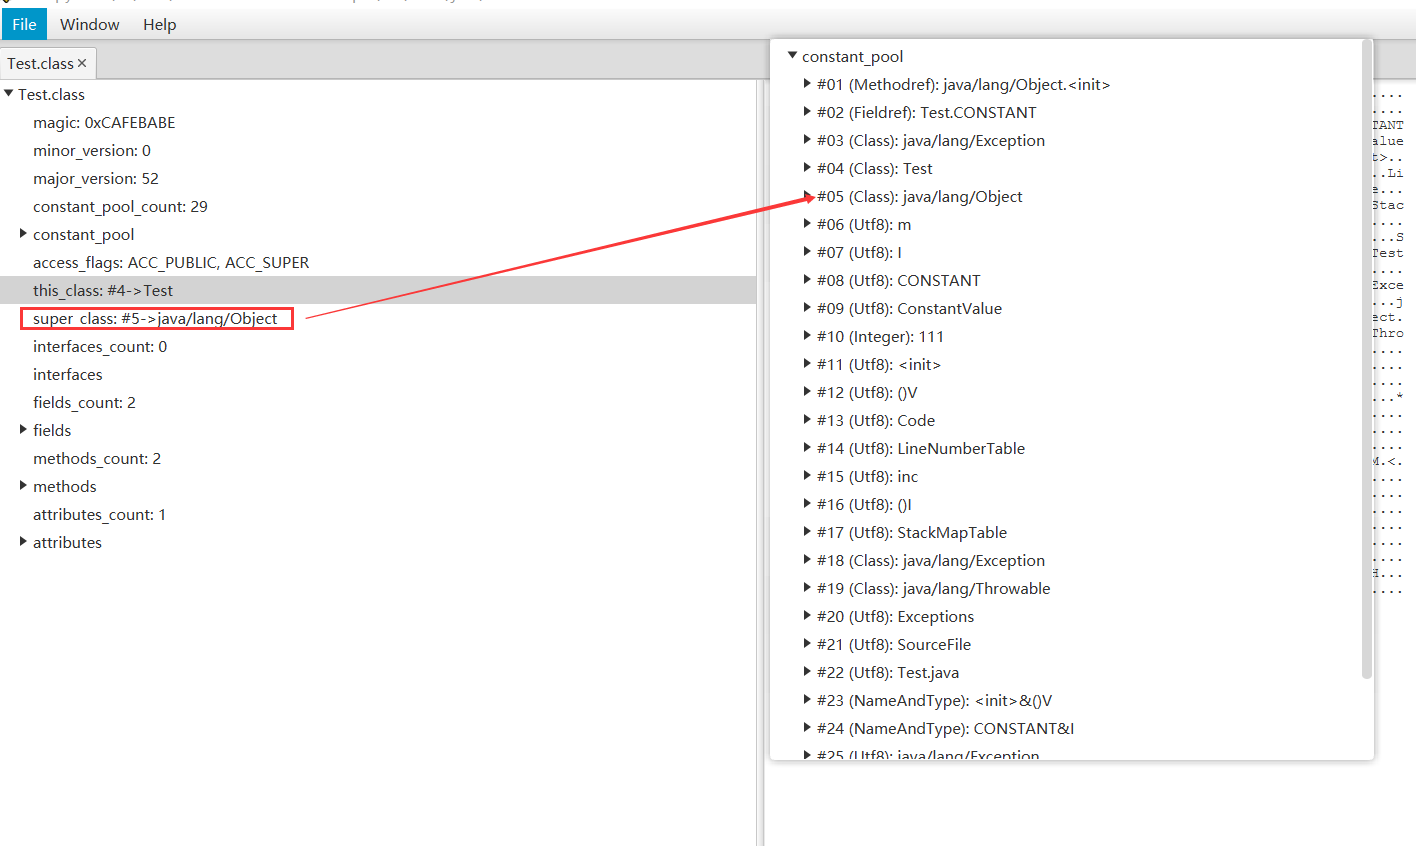 File Window Help
Test.class ×
Test.class
magic: 0xCAFEBABE
minor_version: 0
major_version: 52
constant_pool_count: 29
constant_pool
access_flags: ACC_PUBLIC, ACC_SUPER
this_class: #4->Test
super_class: #5->java/lang/Object
interfaces_count: 0
interfaces
fields_count: 2
fields
methods_count: 2
methods
attributes_count: 1
attributes
constant_pool
#01 (Methodref): java/lang/Object.<init>
#02 (Fieldref): Test.CONSTANT
#03 (Class): java/lang/Exception
#04 (Class): Test
#05 (Class): java/lang/Object
#06 (Utf8): m
#07 (Utf8): I
#08 (Utf8): CONSTANT
#09 (Utf8): ConstantValue
#10 (Integer): 111
#11 (Utf8): <init>
#12 (Utf8): ()V
#13 (Utf8): Code
#14 (Utf8): LineNumberTable
#15 (Utf8): inc
#16 (Utf8): ()I
#17 (Utf8): StackMapTable
#18 (Class): java/lang/Exception
#19 (Class): java/lang/Throwable
#20 (Utf8): Exceptions
#21 (Utf8): SourceFile
#22 (Utf8): Test.java
#23 (NameAndType): <init>&()V
#24 (NameAndType): CONSTANT&I
#25 (Utf8): java/lang/Exception
....
....
TANT
alue
t>..
..Li
e...
Stac
....
...S
Test
....
Exce
...j
ect.
Thro
....
....
....
...*
....
....
....
M.<.
....
....
....
....
....
....
H...
....